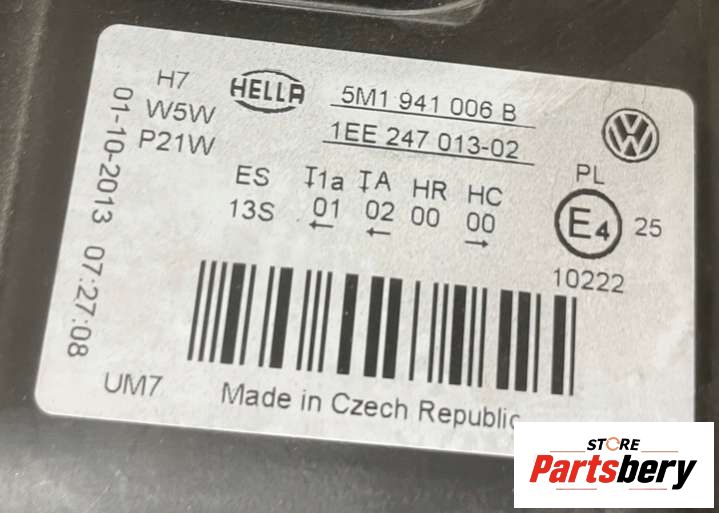 H7
W5W
P21W
HELLA
5M1 941 006 B
1EE 247 013-02
VW
PL
E4
25
10222
ES I1a IA HR HC
13S 01 02 00 00
← ← →
01-10-2013 07:27:08
UM7
Made in Czech Republic
STORE
Partsbery